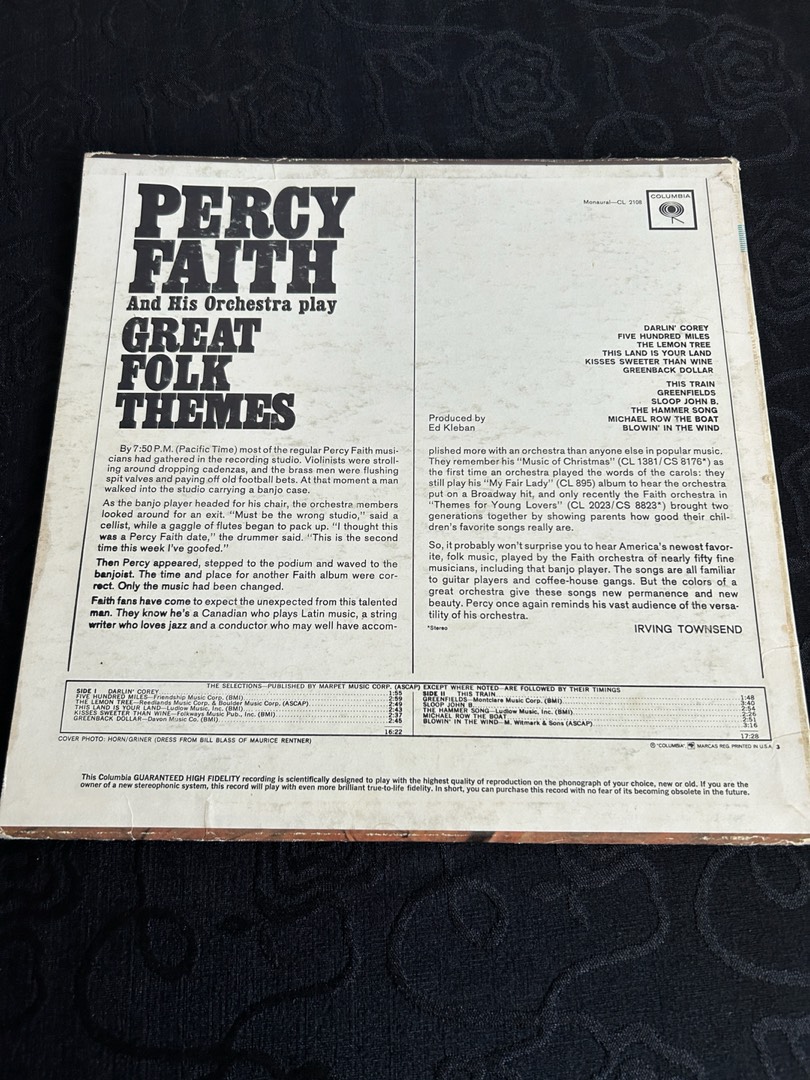 PERCY
FAITH
And His Orchestra play
GREAT
FOLK
THEMES
Monaural—CL 2108
COLUMBIA
DARLIN' COREY
FIVE HUNDRED MILES
THE LEMON TREE
THIS LAND IS YOUR LAND
KISSES SWEETER THAN WINE
GREENBACK DOLLAR
THIS TRAIN
GREENFIELDS
SLOOP JOHN B.
THE HAMMER SONG
MICHAEL ROW THE BOAT
BLOWIN' IN THE WIND
Produced by
Ed Kleban
By 7:50 P.M. (Pacific Time) most of the regular Percy Faith musi-
cians had gathered in the recording studio. Violinists were stroll-
ing around dropping cadenzas, and the brass men were flushing
spit valves and paying off old football bets. At that moment a man
walked into the studio carrying a banjo case.
As the banjo player headed for his chair, the orchestra members
looked around for an exit. "Must be the wrong studio," said a
cellist, while a gaggle of flutes began to pack up. "I thought this
was a Percy Faith date," the drummer said. "This is the second
time this week I've goofed."
Then Percy appeared, stepped to the podium and waved to the
banjoist. The time and place for another Faith album were cor-
rect. Only the music had been changed.
Faith fans have come to expect the unexpected from this talented
man. They know he's a Canadian who plays Latin music, a string
writer who loves jazz and a conductor who may well have accom-
plished more with an orchestra than anyone else in popular music.
They remember his "Music of Christmas" (CL 1381/CS 8176*) as
the first time an orchestra played the words of the carols: they
still play his "My Fair Lady" (CL 895) album to hear the orchestra
put on a Broadway hit, and only recently the Faith orchestra in
"Themes for Young Lovers" (CL 2023/CS 8823*) brought two
generations together by showing parents how good their chil-
dren's favorite songs really are.
So, it probably won't surprise you to hear America's newest favor-
ite, folk music, played by the Faith orchestra of nearly fifty fine
musicians, including that banjo player. The songs are all familiar
to guitar players and coffee-house gangs. But the colors of a
great orchestra give these songs new permanence and new
beauty. Percy once again reminds his vast audience of the versa-
tility of his orchestra.
*Stereo
IRVING TOWNSEND
THE SELECTIONS—PUBLISHED BY MARPET MUSIC CORP. (ASCAP) EXCEPT WHERE NOTED—ARE FOLLOWED BY THEIR TIMINGS
SIDE I DARLIN' COREY 1:55
FIVE HUNDRED MILES—Friendship Music Corp. (BMI) 2:59
THE LEMON TREE—Reedlands Music Corp. & Boulder Music Corp. (ASCAP) 2:49
THIS LAND IS YOUR LAND—Ludlow Music, Inc. (BMI) 2:43
KISSES SWEETER THAN WINE—Folkways Music Pub., Inc. (BMI) 2:37
GREENBACK DOLLAR—Davon Music Co. (BMI) 2:45
16:22
SIDE II THIS TRAIN 1:48
GREENFIELDS—Montclare Music Corp. (BMI) 3:40
SLOOP JOHN B. 2:54
THE HAMMER SONG—Ludlow Music, Inc. (BMI) 2:26
MICHAEL ROW THE BOAT 2:51
BLOWIN' IN THE WIND—M. Witmark & Sons (ASCAP) 3:16
17:28
COVER PHOTO: HORN/GRINER (DRESS FROM BILL BLASS OF MAURICE RENTNER)
® "COLUMBIA" MARCAS REG. PRINTED IN U.S.A. 3
This Columbia GUARANTEED HIGH FIDELITY recording is scientifically designed to play with the highest quality of reproduction on the phonograph of your choice, new or old. If you are the
owner of a new stereophonic system, this record will play with even more brilliant true-to-life fidelity. In short, you can purchase this record with no fear of its becoming obsolete in the future.